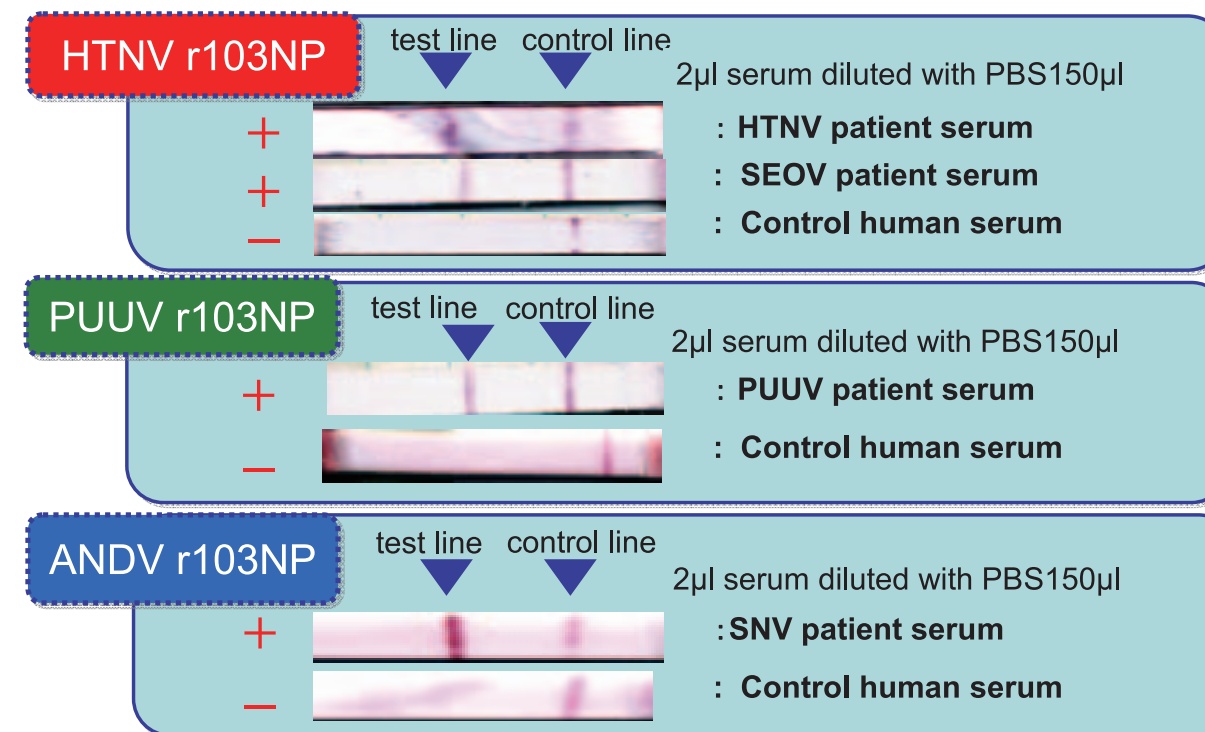 HTNV r103NP
test line control line
2µl serum diluted with PBS150µl
+ : HTNV patient serum
+ : SEOV patient serum
− : Control human serum
PUUV r103NP
test line control line
2µl serum diluted with PBS150µl
+ : PUUV patient serum
− : Control human serum
ANDV r103NP
test line control line
2µl serum diluted with PBS150µl
+ :SNV patient serum
− : Control human serum